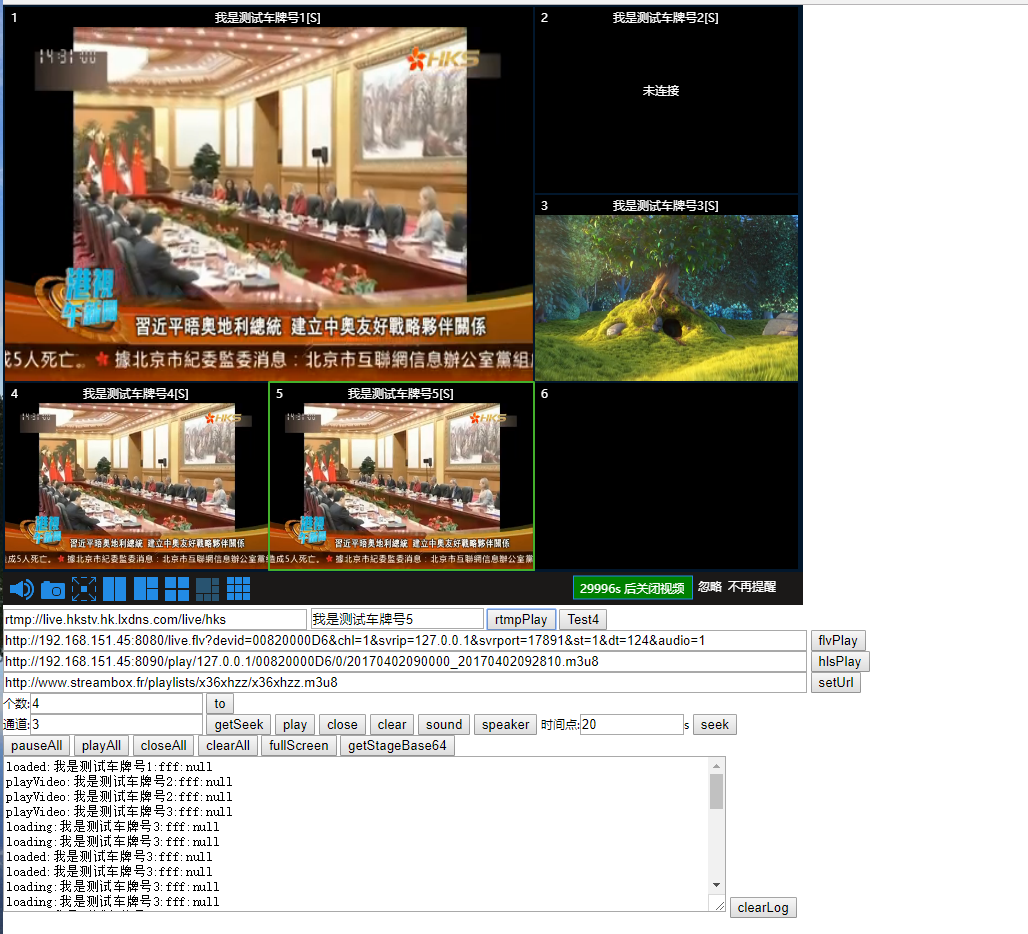 1 我是测试车牌号1[S]
14:31:00
HKS
港視
午新聞
習近平晤奧地利總統 建立中奧友好戰略夥伴關係
成5人死亡。 據北京市紀委監委消息：北京市互聯網信息辦公室黨組
2 我是测试车牌号2[S]
未连接
3 我是测试车牌号3[S]
4 我是测试车牌号4[S]
14:31:00
HKS
港視
午新聞
習近平晤奧地利總統 建立中奧友好戰略夥伴關係
成5人死亡。 據北京市紀委監委消息：北京市互聯網信息辦公室黨
5 我是测试车牌号5[S]
14:31:00
HKS
港視
午新聞
習近平晤奧地利總統 建立中奧友好戰略夥伴關係
成5人死亡。 據北京市紀委監委消息：北京市互聯網信息辦公室黨
6
29996s 后关闭视频 忽略 不再提醒
rtmp://live.hkstv.hk.lxdns.com/live/hks 我是测试车牌号5 rtmpPlay Test4
http://192.168.151.45:8080/live.flv?devid=00820000D6&chl=1&svrip=127.0.0.1&svrport=17891&st=1&dt=124&audio=1 flvPlay
http://192.168.151.45:8090/play/127.0.0.1/00820000D6/0/20170402090000_20170402092810.m3u8 hlsPlay
http://www.streambox.fr/playlists/x36xhzz/x36xhzz.m3u8 setUrl
个数:4 to
通道:3 getSeek play close clear sound speaker 时间点:20 s seek
pauseAll playAll closeAll clearAll fullScreen getStageBase64
loaded:我是测试车牌号1:fff:null
playVideo:我是测试车牌号2:fff:null
playVideo:我是测试车牌号2:fff:null
playVideo:我是测试车牌号3:fff:null
loading:我是测试车牌号3:fff:null
loading:我是测试车牌号3:fff:null
loaded:我是测试车牌号3:fff:null
loaded:我是测试车牌号3:fff:null
loading:我是测试车牌号3:fff:null
loading:我是测试车牌号3:fff:null
clearLog